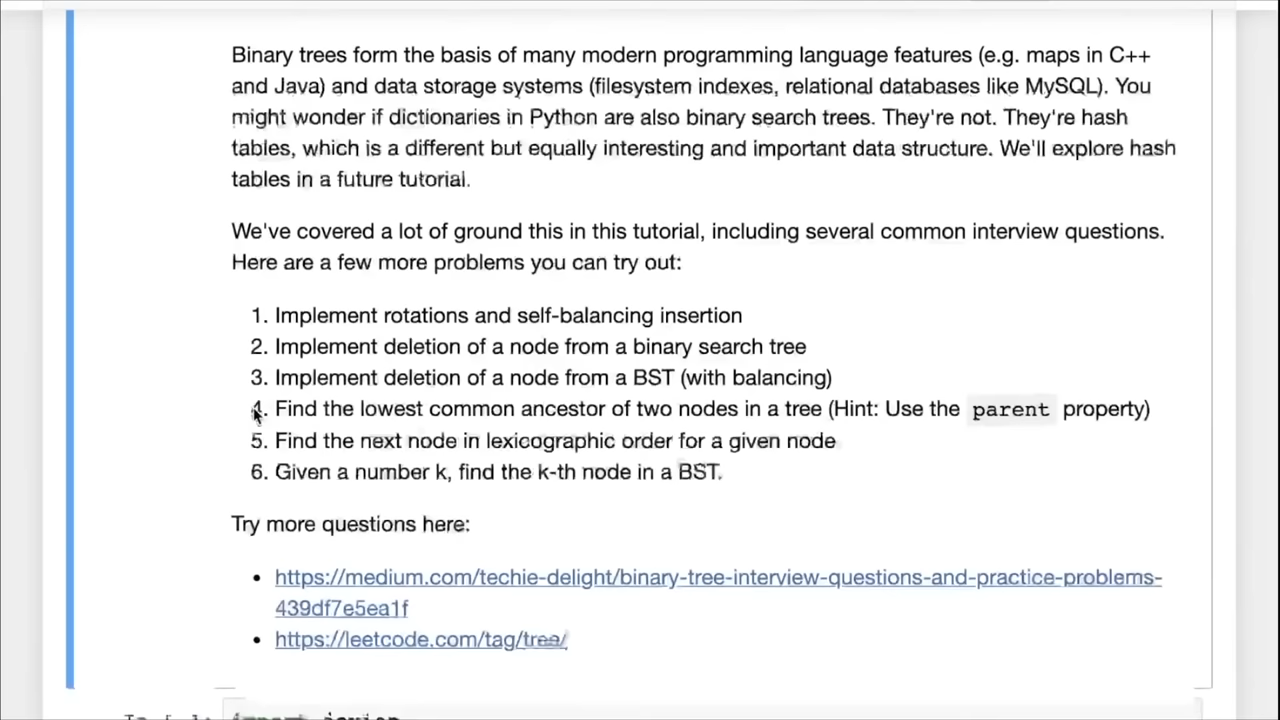 Binary trees form the basis of many modern programming language features (e.g. maps in C++
and Java) and data storage systems (filesystem indexes, relational databases like MySQL). You
might wonder if dictionaries in Python are also binary search trees. They're not. They're hash
tables, which is a different but equally interesting and important data structure. We'll explore hash
tables in a future tutorial.
We've covered a lot of ground this in this tutorial, including several common interview questions.
Here are a few more problems you can try out:
1. Implement rotations and self-balancing insertion
2. Implement deletion of a node from a binary search tree
3. Implement deletion of a node from a BST (with balancing)
4. Find the lowest common ancestor of two nodes in a tree (Hint: Use the parent property)
5. Find the next node in lexicographic order for a given node
6. Given a number k, find the k-th node in a BST.
Try more questions here:
• https://medium.com/techie-delight/binary-tree-interview-questions-and-practice-problems-
439df7e5ea1f
• https://leetcode.com/tag/tree/